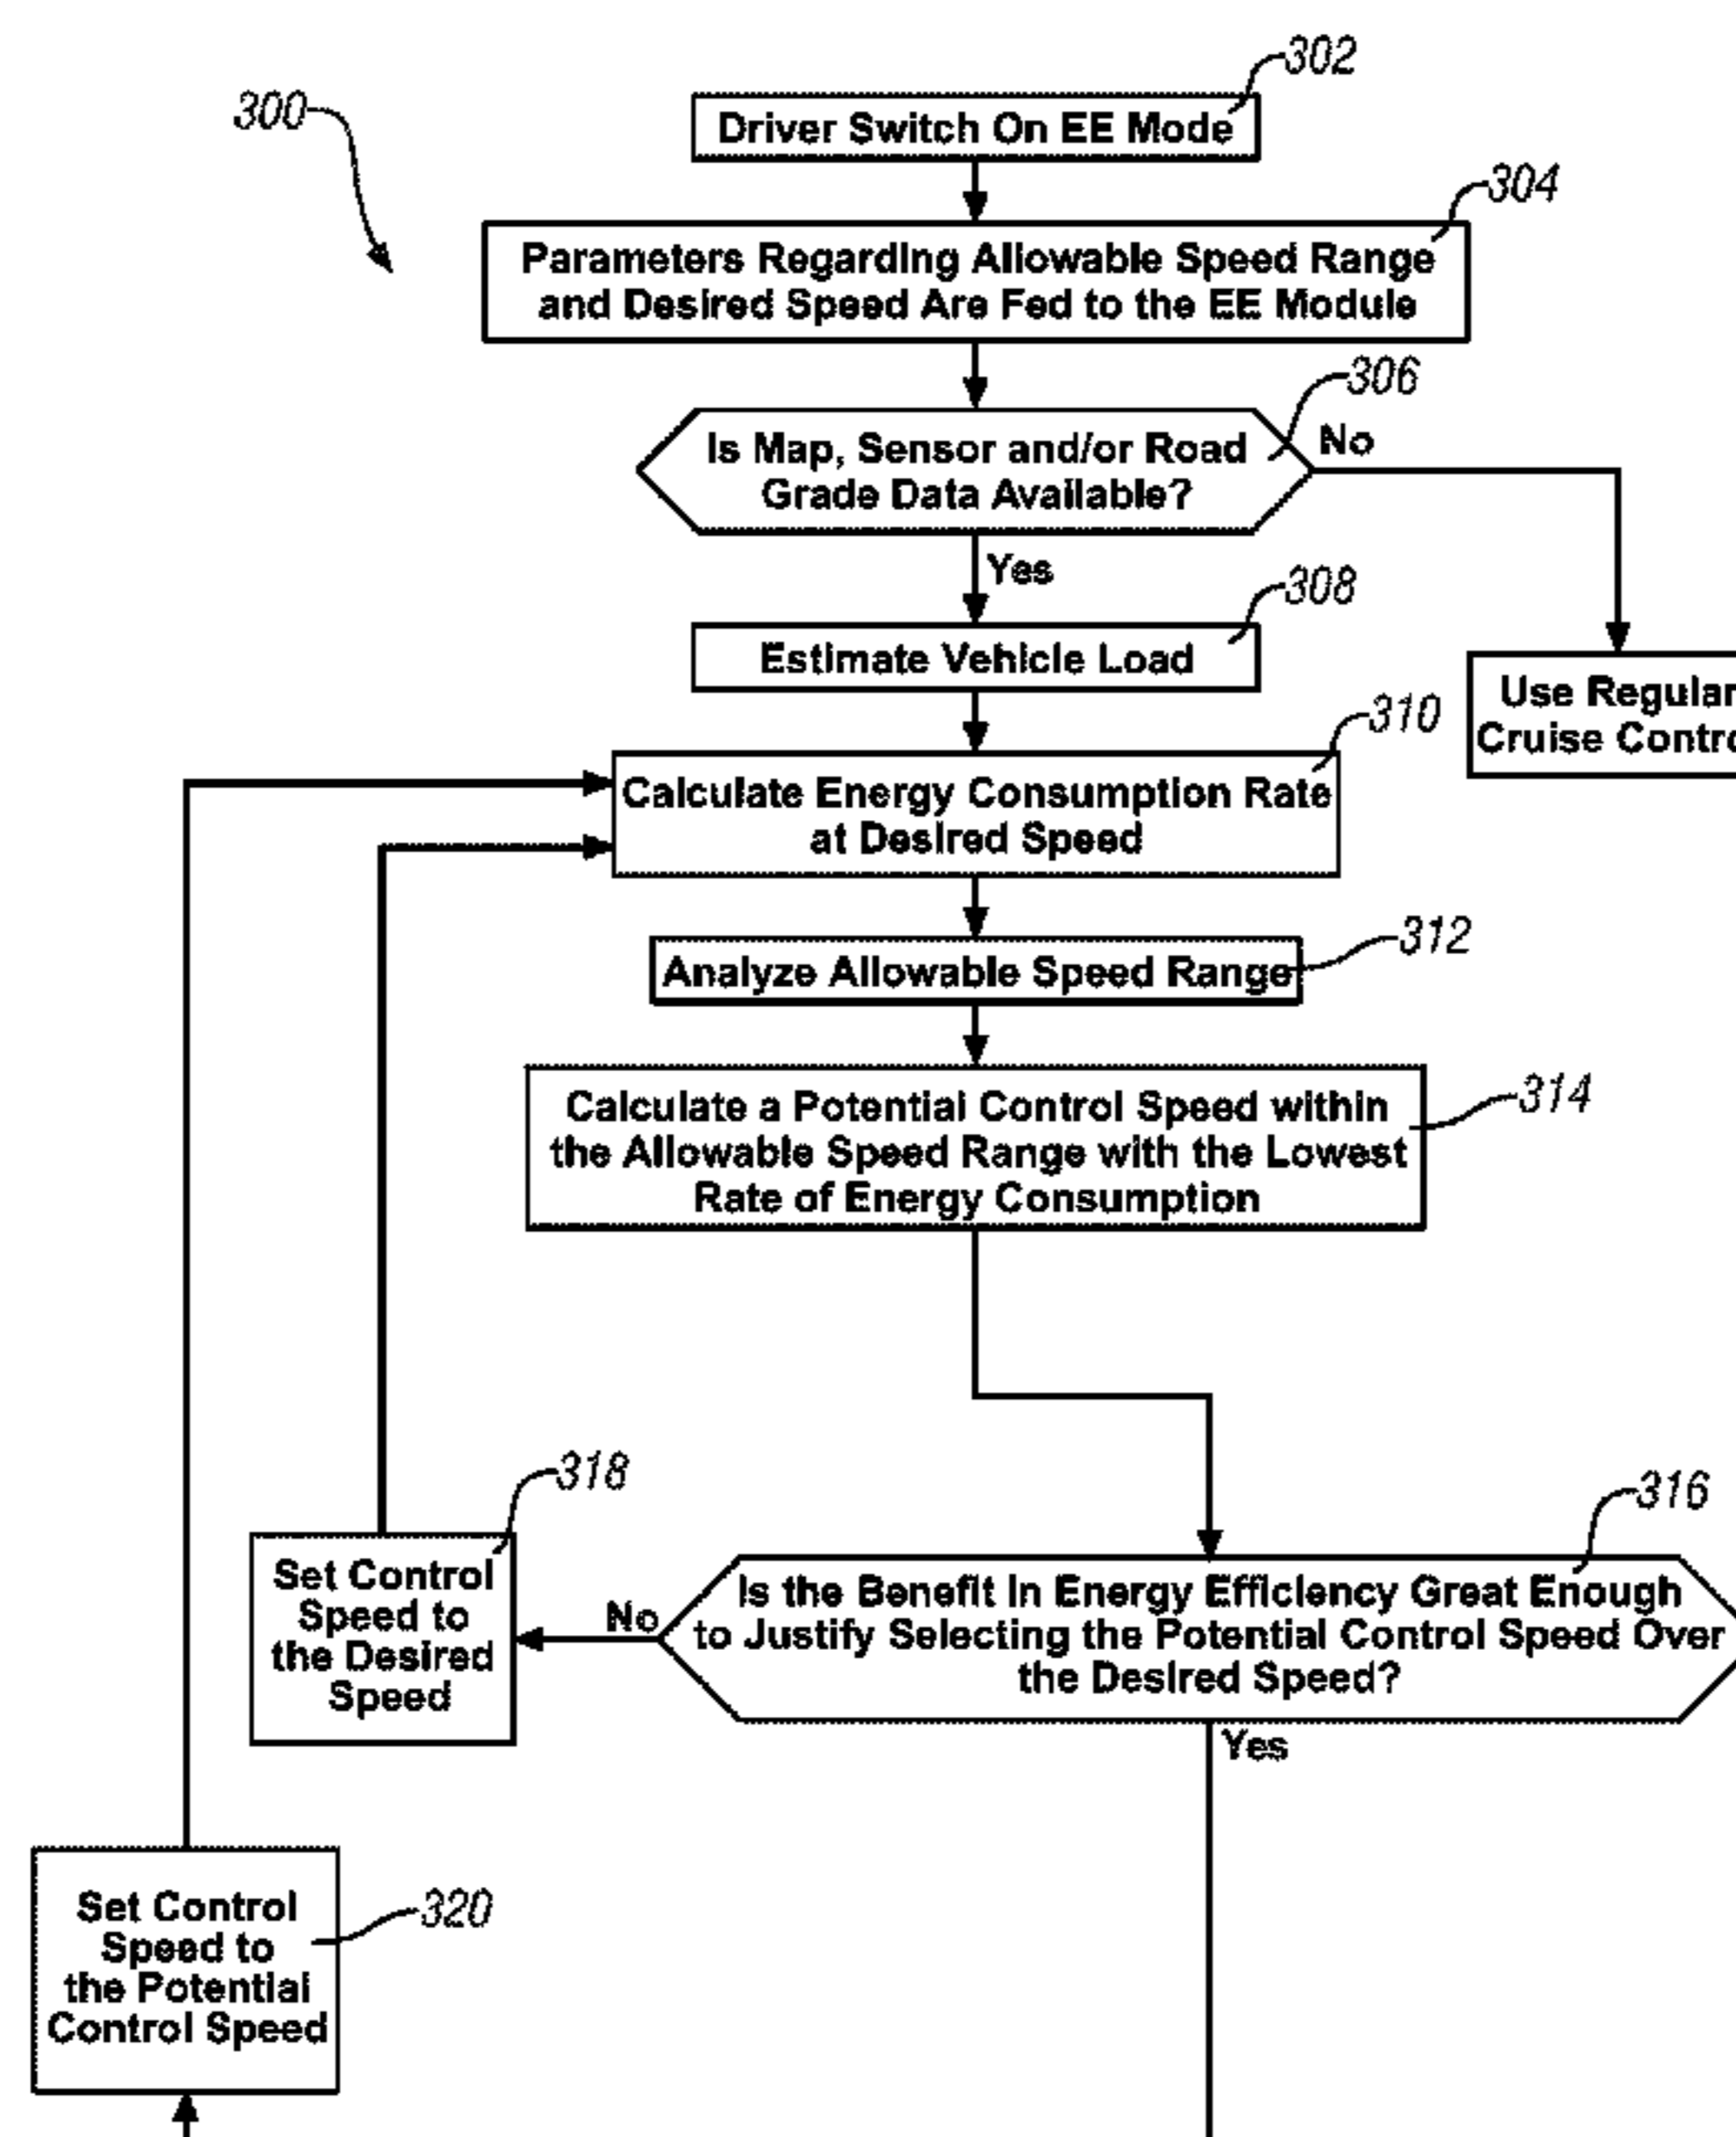 302
300
Driver Switch On EE Mode
304
Parameters Regarding Allowable Speed Range
and Desired Speed Are Fed to the EE Module
306
Is Map, Sensor and/or Road
Grade Data Available?
No
Yes
308
Estimate Vehicle Load
Use Regular
Cruise
310
Calculate Energy Consumption Rate
at Desired Speed
312
Analyze Allowable Speed Range
314
Calculate a Potential Control Speed within
the Allowable Speed Range with the Lowest
Rate of Energy Consumption
318
Set Control
Speed to
the Desired
Speed
316
Is the Benefit in Energy Efficiency Great Enough
to Justify Selecting the Potential Control Speed Over
the Desired Speed?
No
Yes
320
Set Control
Speed to
the Potential
Control Speed